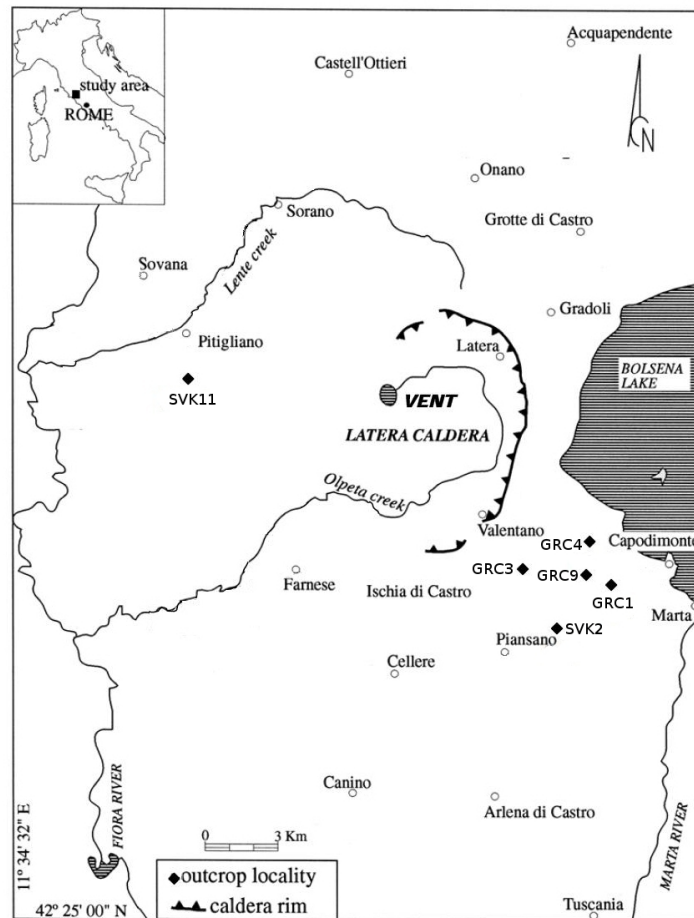 Acquapendente
Castell'Ottieri
study area
ROME
N
Onano
Sorano
Grotte di Castro
Lente creek
Sovana
Gradoli
Pitigliano
Latera
BOLSENA
LAKE
SVK11
VENT
LATERA CALDERA
Olpeta creek
Valentano
GRC4
Capodimonte
GRC3
GRC9
Farnese
Ischia di Castro
GRC1
Marta
SVK2
Piansano
Cellere
Canino
Arlena di Castro
FIORA RIVER
MARTA RIVER
11° 34' 32" E
0 3 Km
outcrop locality
caldera rim
42° 25' 00" N
Tuscania